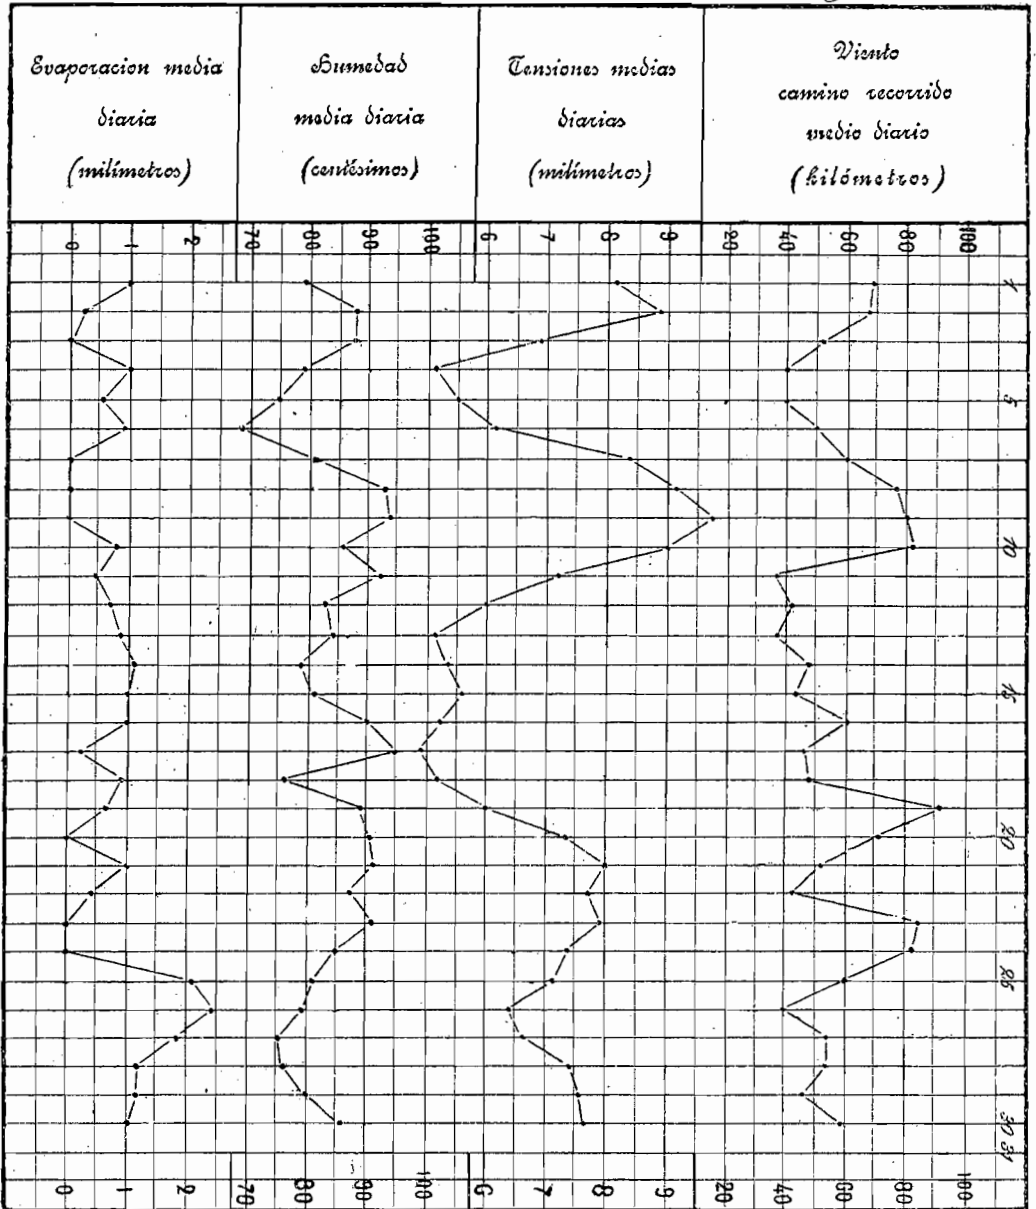 Evaporacion media
diaria
(milímetros)
Humedad
media diaria
(centésimos)
Tensiones medias
diarias
(milímetros)
Viento
camino recorrido
medio diario
(kilómetros)
0 1 2 70 80 90 100 6 7 8 9 20 40 60 80 100
1
5
10
15
20
25
30 31
0 1 2 70 80 90 100 6 7 8 9 20 40 60 80 100